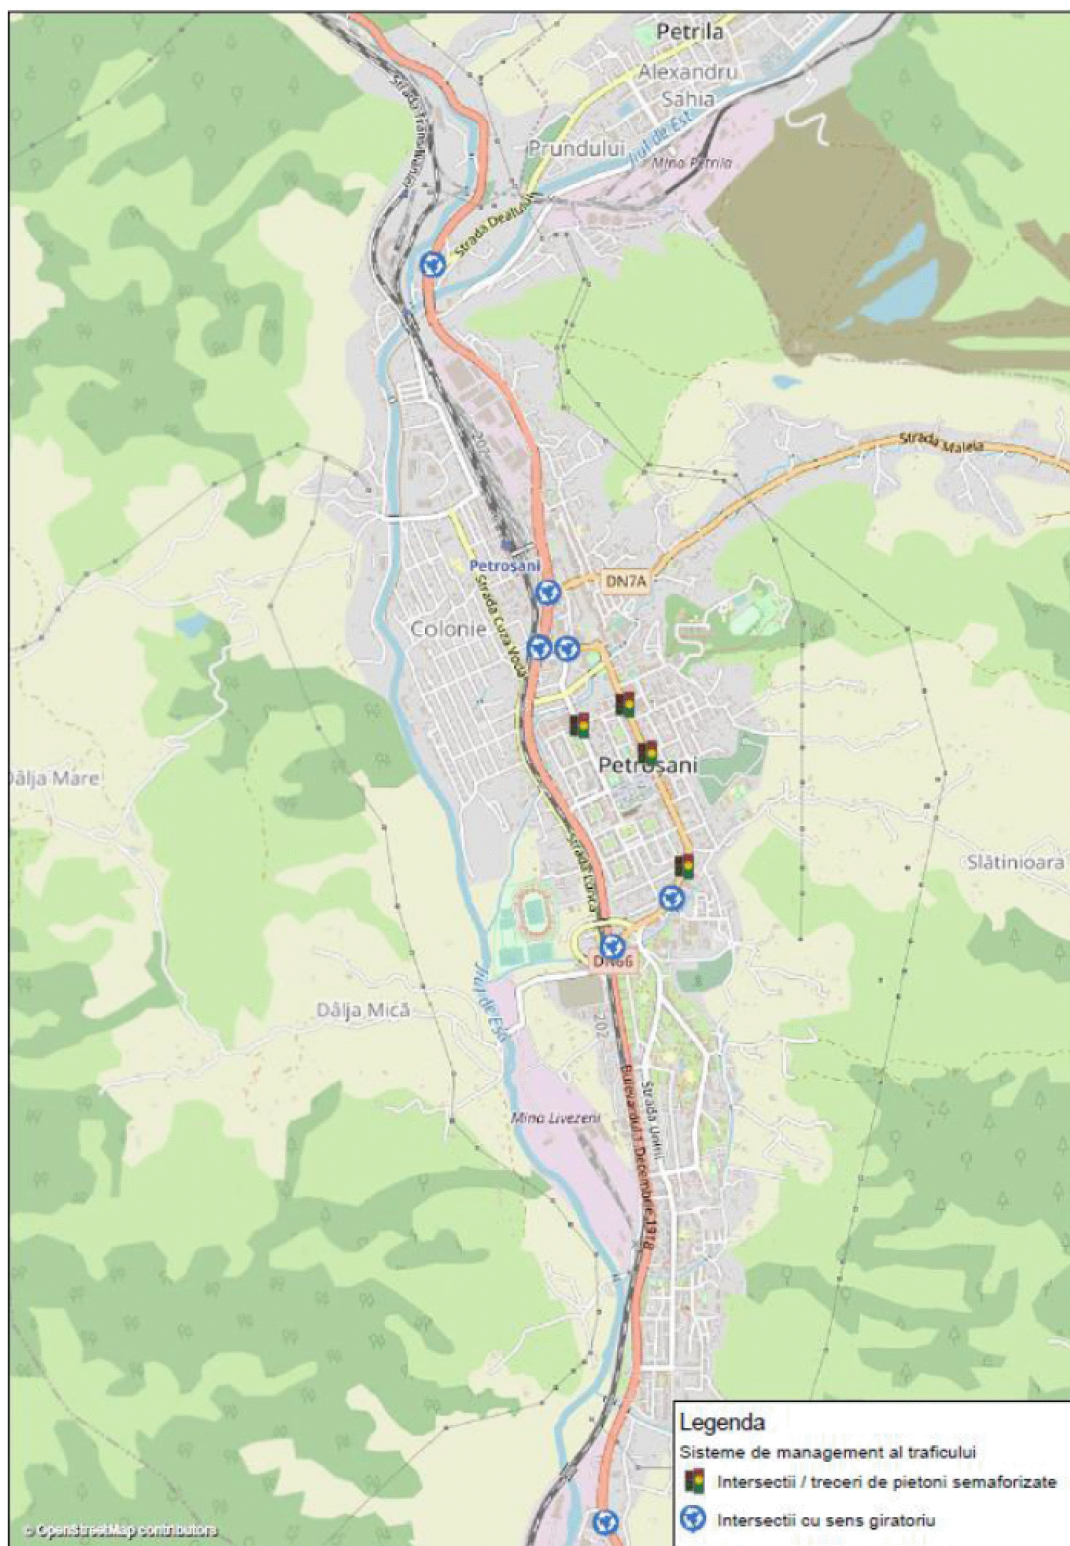 Petrila
Alexandru
Sahia
Strada Transilvaniei
Prundului
Jiul de Est
Mina Petrila
Strada Dealului
Strada Maleia
207
Petroșani
DN7A
Strada Cuza Vodă
Colonie
Petroșani
Dâlja Mare
Strada Lunca
Slătinioara
DN66
Jiul de Est
Dâlja Mică
202
Mina Livezeni
Strada Unirii
Bulevardul 1 Decembrie 1918
Legenda
Sisteme de management al traficului
Intersectii / treceri de pietoni semaforizate
Intersectii cu sens giratoriu
© OpenStreetMap contributors